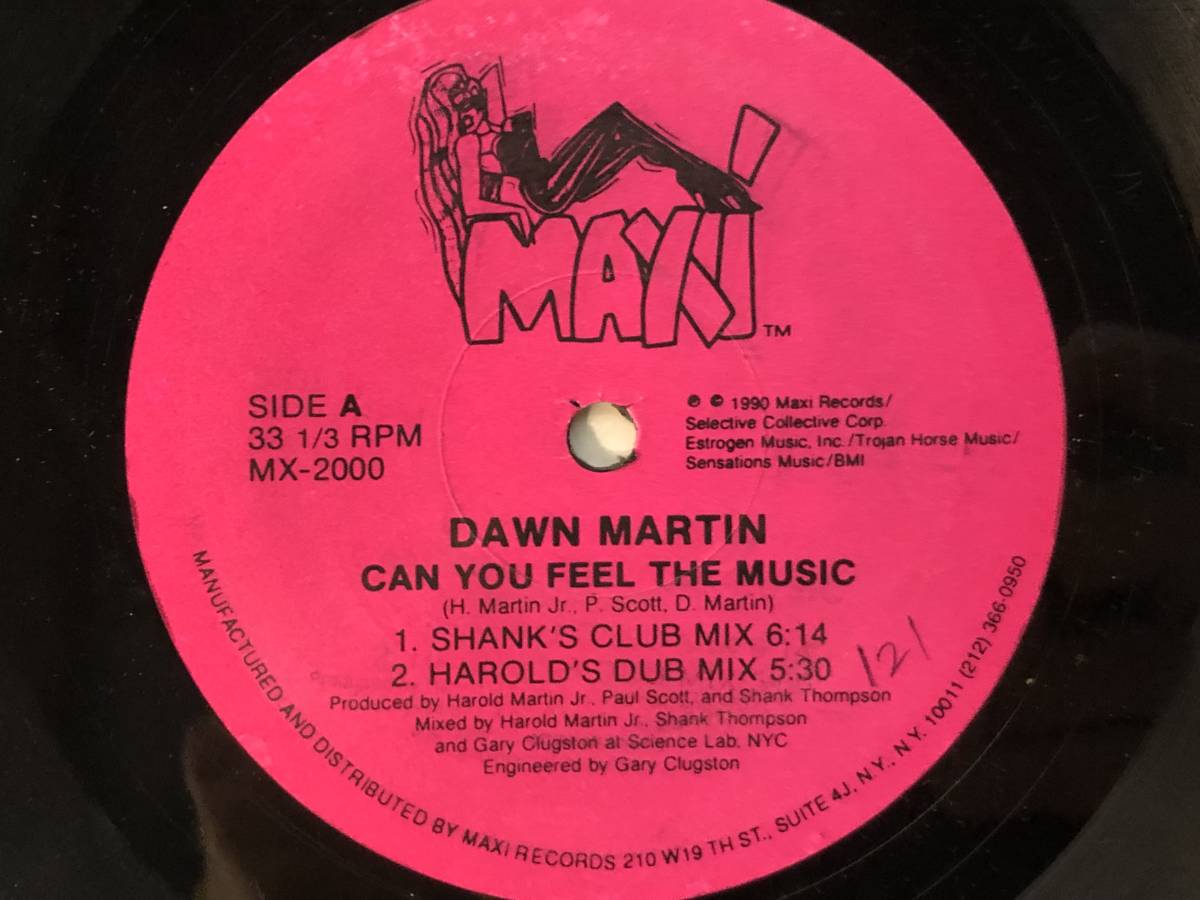 MAXI!
TM
SIDE A
33 1/3 RPM
MX-2000
℗ © 1990 Maxi Records/
Selective Collective Corp.
Estrogen Music, Inc./Trojan Horse Music/
Sensations Music/BMI
DAWN MARTIN
CAN YOU FEEL THE MUSIC
(H. Martin Jr., P. Scott, D. Martin)
1. SHANK'S CLUB MIX 6:14
2. HAROLD'S DUB MIX 5:30
121
Produced by Harold Martin Jr., Paul Scott, and Shank Thompson
Mixed by Harold Martin Jr., Shank Thompson
and Gary Clugston at Science Lab, NYC
Engineered by Gary Clugston
MANUFACTURED AND DISTRIBUTED BY MAXI RECORDS 210 W19 TH ST., SUITE 4J, N.Y., N.Y. 10011 (212) 366-0950